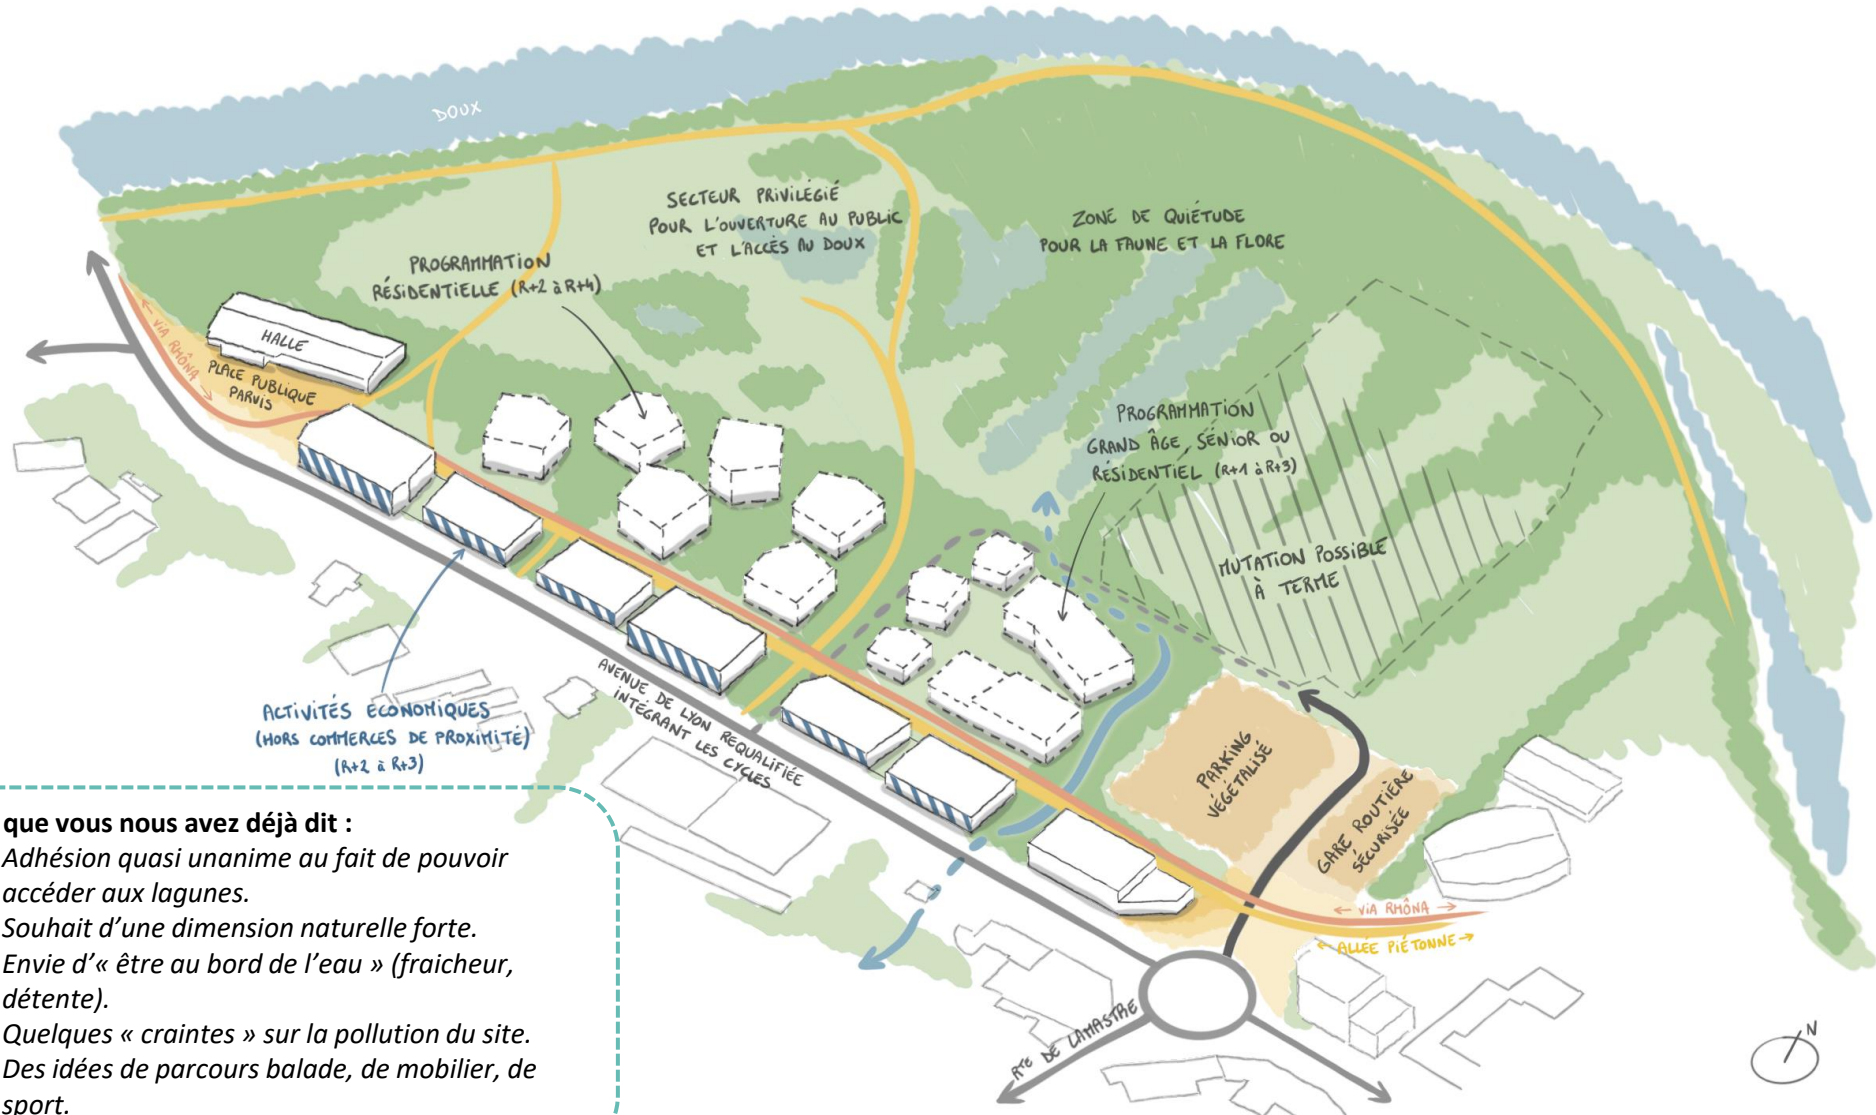 DOUX
SECTEUR PRIVILÉGIÉ
POUR L'OUVERTURE AU PUBLIC
ET L'ACCÈS AU DOUX
ZONE DE QUIÉTUDE
POUR LA FAUNE ET LA FLORE
PROGRAMMATION
RÉSIDENTIELLE (R+2 à R+4)
HALLE
← VIA RHÔNA →
PLACE PUBLIQUE
PARVIS
PROGRAMMATION
GRAND ÂGE, SÉNIOR OU
RÉSIDENTIEL (R+1 à R+3)
MUTATION POSSIBLE
À TERME
AVENUE DE LYON REQUALIFIÉE
INTÉGRANT LES CYCLES
ACTIVITÉS ÉCONOMIQUES
(HORS COMMERCES DE PROXIMITÉ)
(R+2 à R+3)
PARKING
VÉGÉTALISÉ
GARE ROUTIÈRE
SÉCURISÉE
← VIA RHÔNA →
← ALLÉE PIÉTONNE →
RTE DE LAMASTRE
N
que vous nous avez déjà dit :
Adhésion quasi unanime au fait de pouvoir
accéder aux lagunes.
Souhait d'une dimension naturelle forte.
Envie d'« être au bord de l'eau » (fraicheur,
détente).
Quelques « craintes » sur la pollution du site.
Des idées de parcours balade, de mobilier, de
sport.